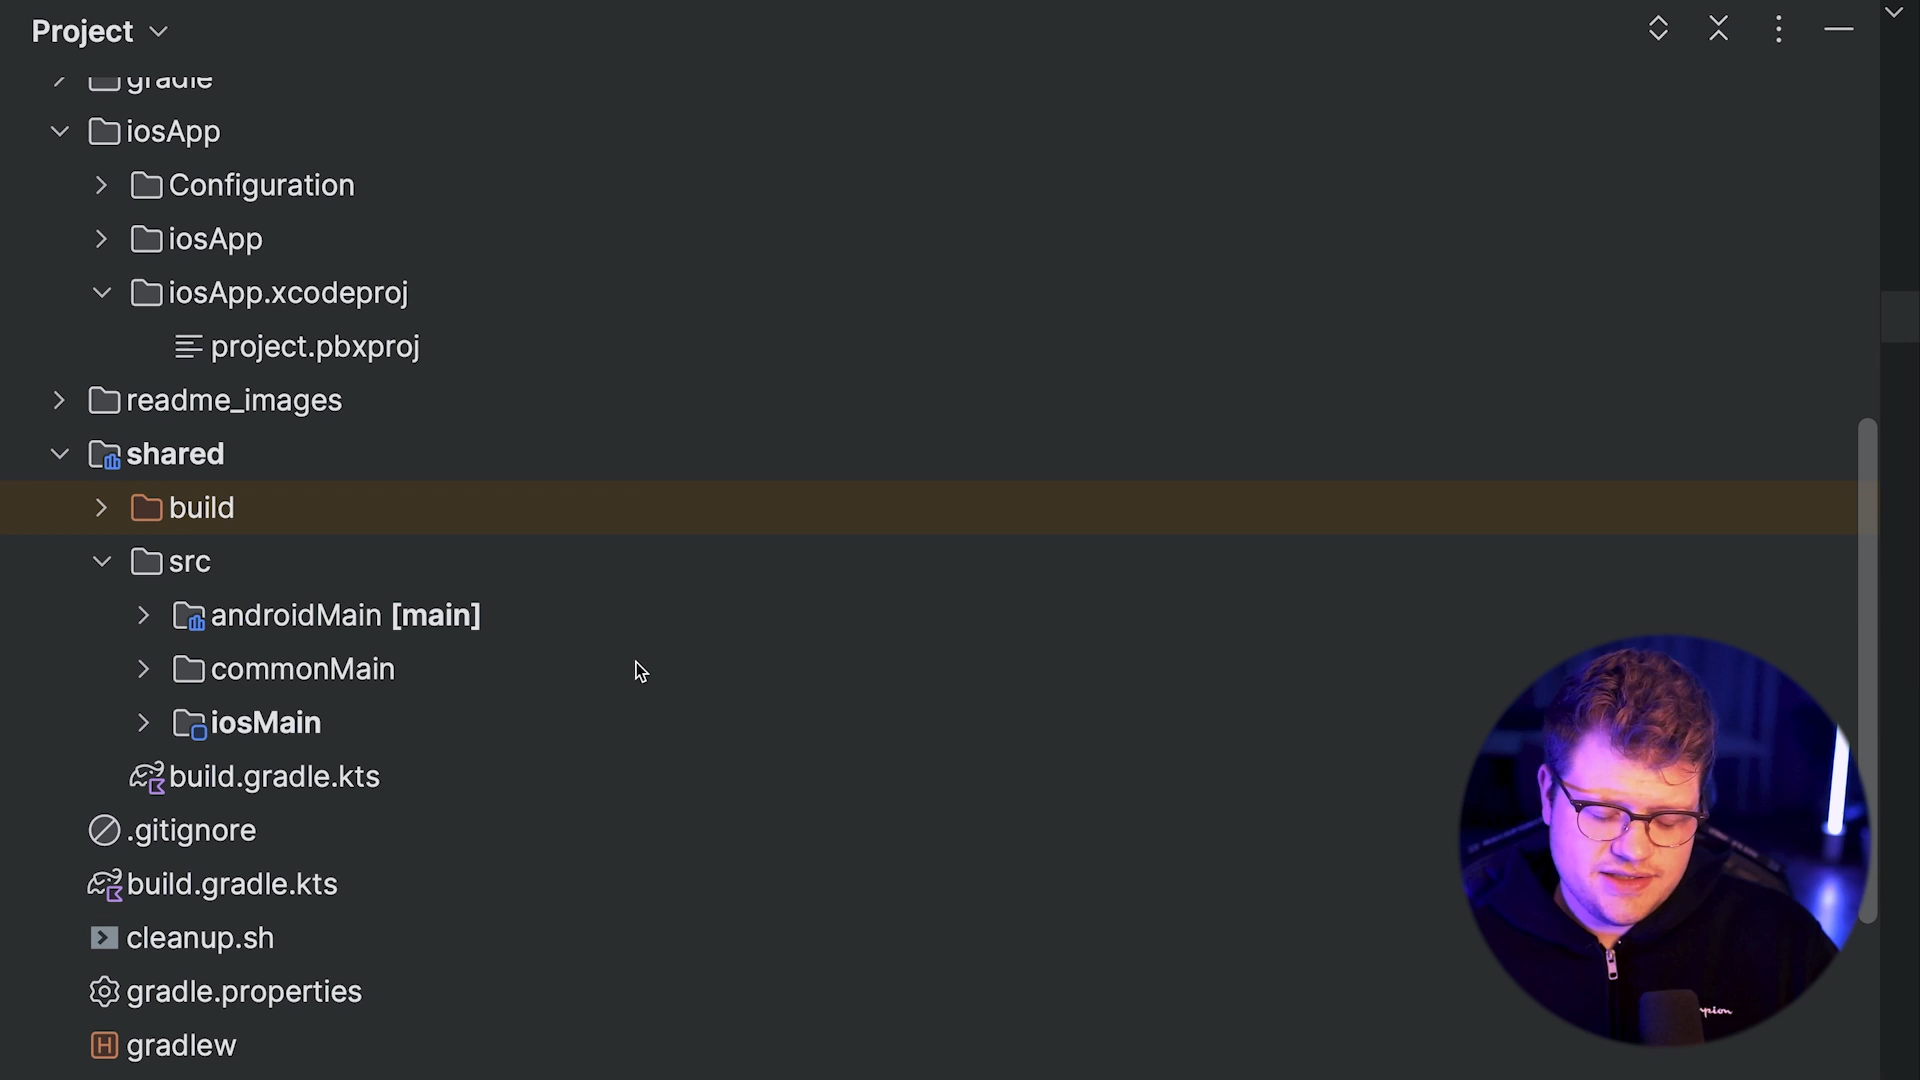 Project
gradle
iosApp
Configuration
iosApp
iosApp.xcodeproj
project.pbxproj
readme_images
shared
build
src
androidMain [main]
commonMain
iosMain
build.gradle.kts
.gitignore
build.gradle.kts
cleanup.sh
gradle.properties
gradlew